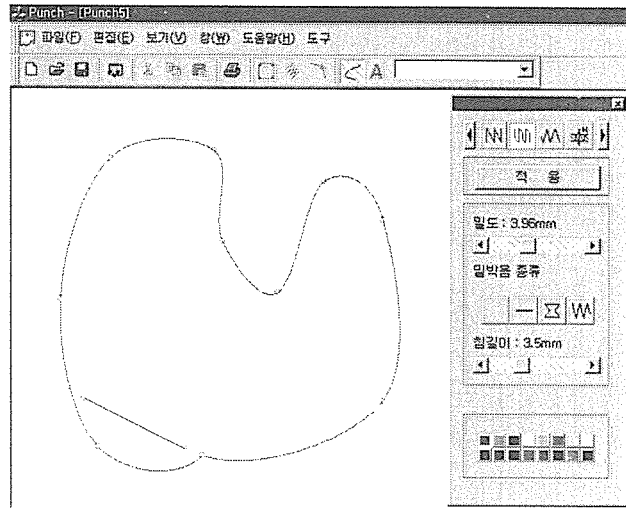 Punch - [Punch5]
파일(F) 편집(E) 보기(V) 창(W) 도움말(H) 도구
A
적 용
밀도 : 3.96mm
밑박음 종류
땀길이 : 3.5mm